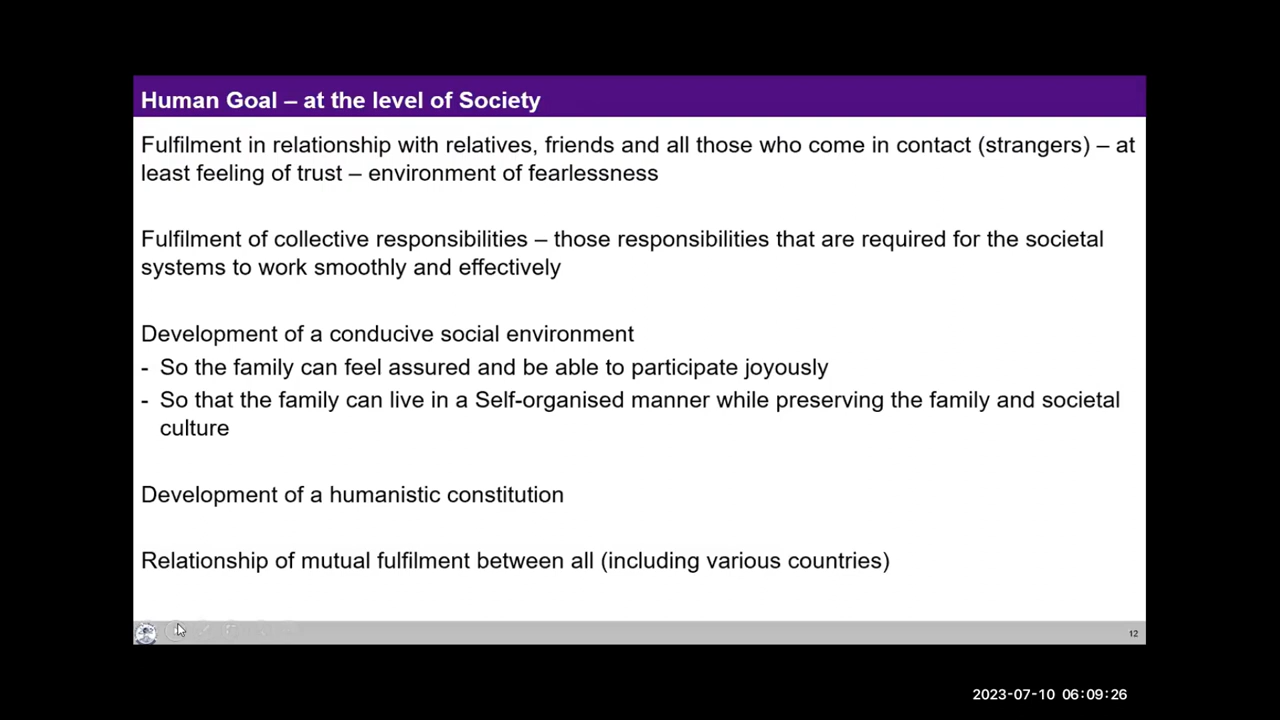 Human Goal – at the level of Society
Fulfilment in relationship with relatives, friends and all those who come in contact (strangers) – at
least feeling of trust – environment of fearlessness
Fulfilment of collective responsibilities – those responsibilities that are required for the societal
systems to work smoothly and effectively
Development of a conducive social environment
- So the family can feel assured and be able to participate joyously
- So that the family can live in a Self-organised manner while preserving the family and societal
culture
Development of a humanistic constitution
Relationship of mutual fulfilment between all (including various countries)
12
2023-07-10 06:09:26